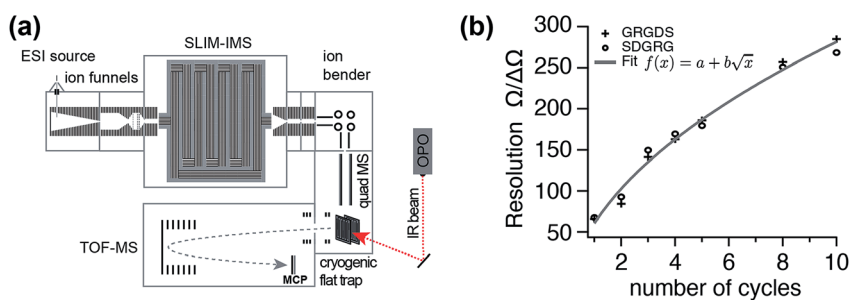 (a)
SLIM-IMS
ESI source
ion funnels
ion
bender
quad MS
OPO
IR beam
TOF-MS
MCP
cryogenic
flat trap
(b)
Resolution Ω/ΔΩ
300
250
200
150
100
50
+ GRGDS
o SDGRG
Fit f(x) = a + b√x
2
4
6
8
10
number of cycles